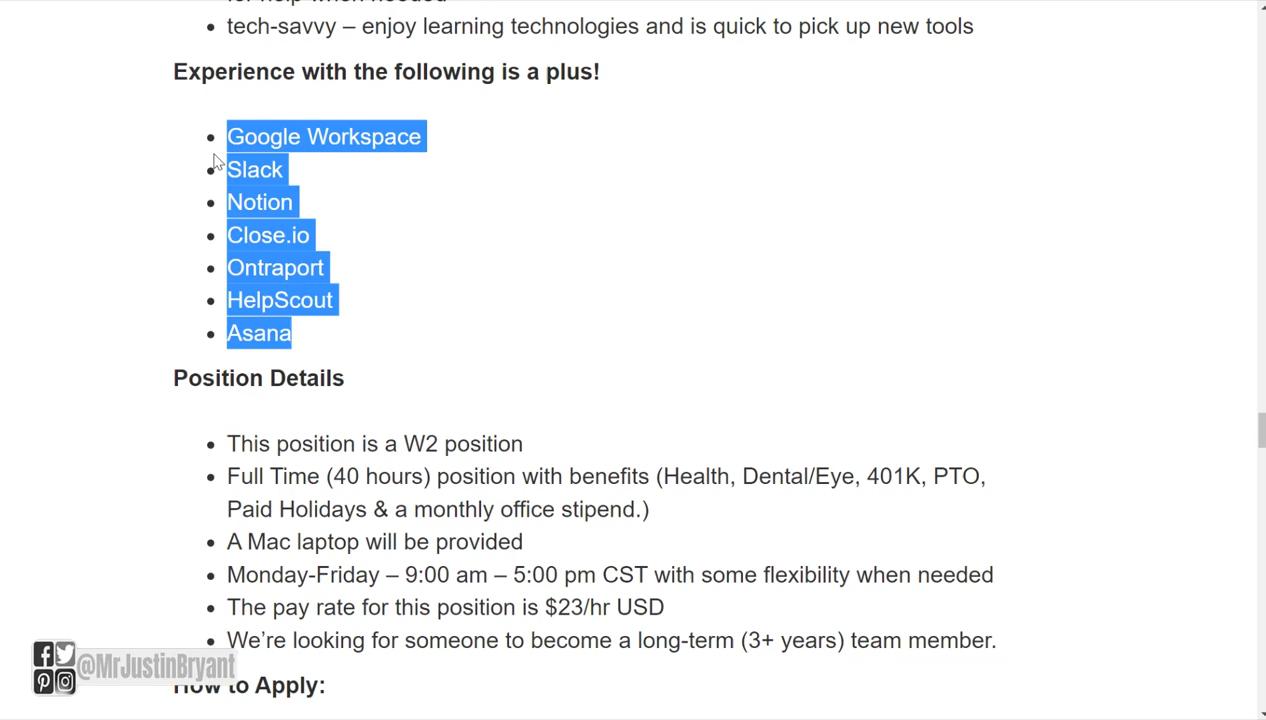 tech-savvy – enjoy learning technologies and is quick to pick up new tools
Experience with the following is a plus!
Google Workspace
Slack
Notion
Close.io
Ontraport
HelpScout
Asana
Position Details
This position is a W2 position
Full Time (40 hours) position with benefits (Health, Dental/Eye, 401K, PTO,
Paid Holidays & a monthly office stipend.)
A Mac laptop will be provided
Monday-Friday – 9:00 am – 5:00 pm CST with some flexibility when needed
The pay rate for this position is $23/hr USD
We’re looking for someone to become a long-term (3+ years) team member.
@MrJustinBryant
How to Apply: